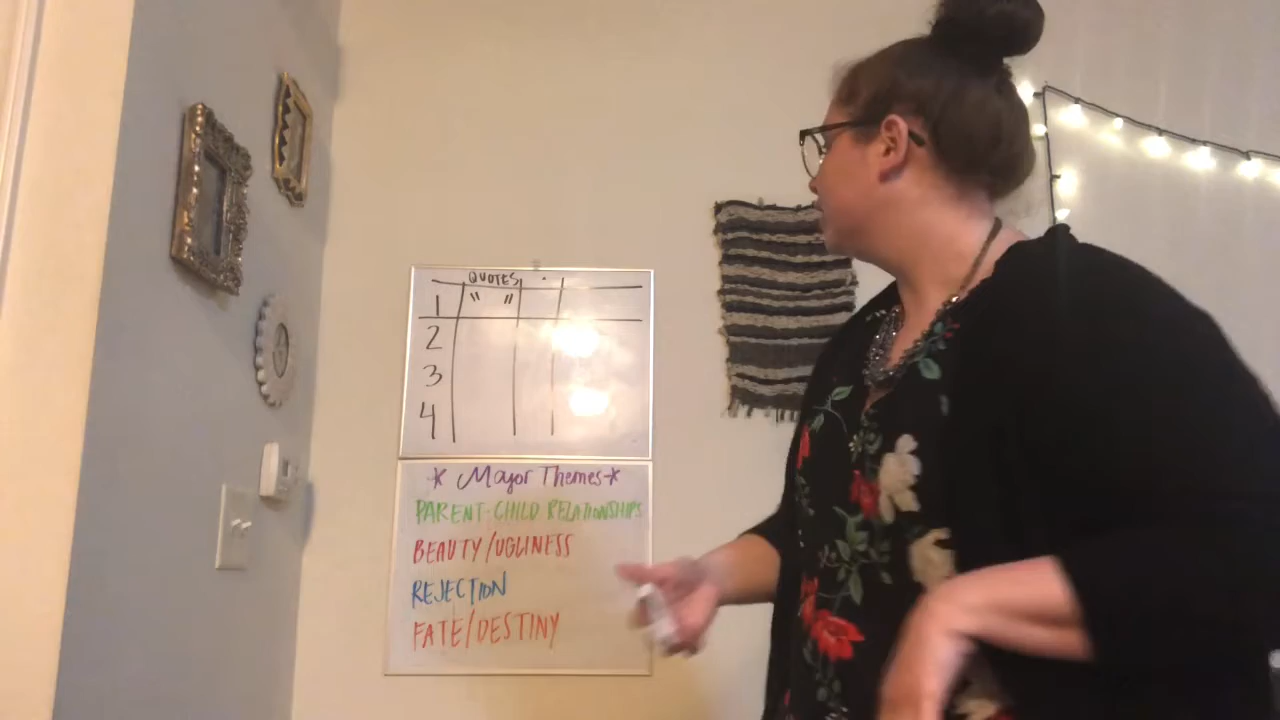 QUOTES
1 " "
2
3
4
* Major Themes *
PARENT-CHILD RELATIONSHIPS
BEAUTY/UGLINESS
REJECTION
FATE/DESTINY